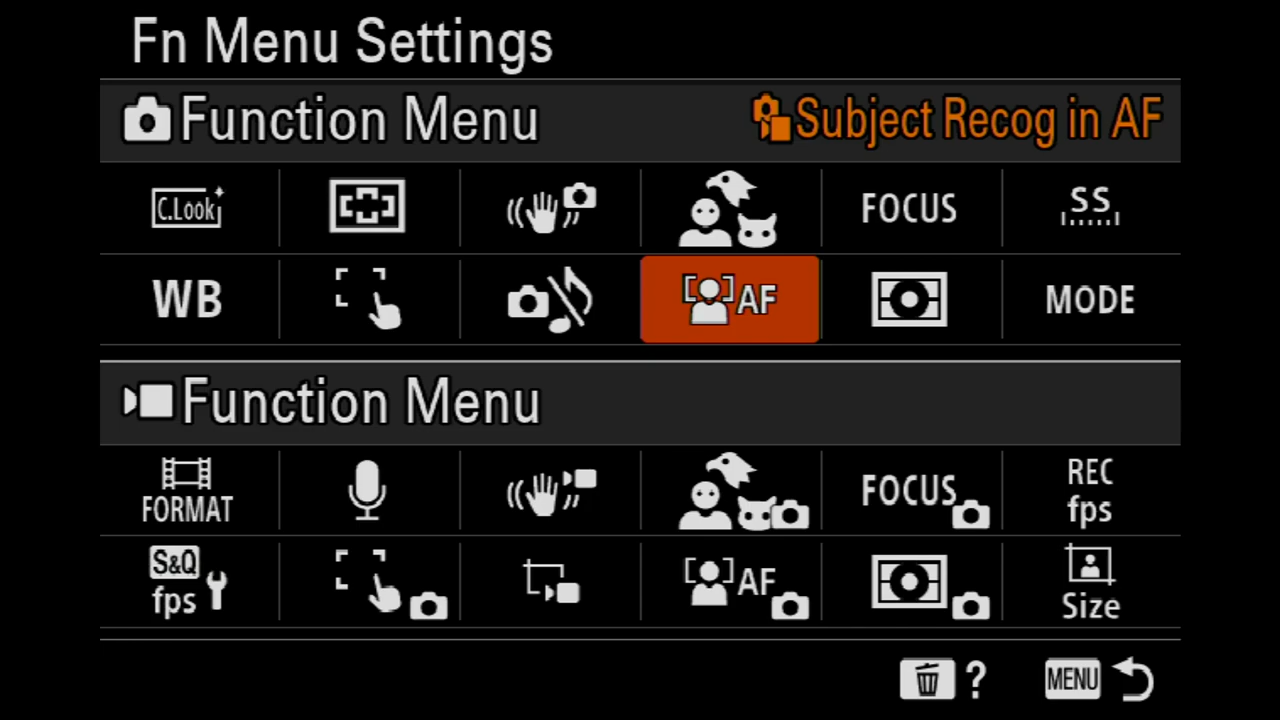 Fn Menu Settings
Function Menu
Subject Recog in AF
C.Look FOCUS SS
WB AF MODE
Function Menu
FORMAT FOCUS REC fps
S&Q fps AF Size
? MENU